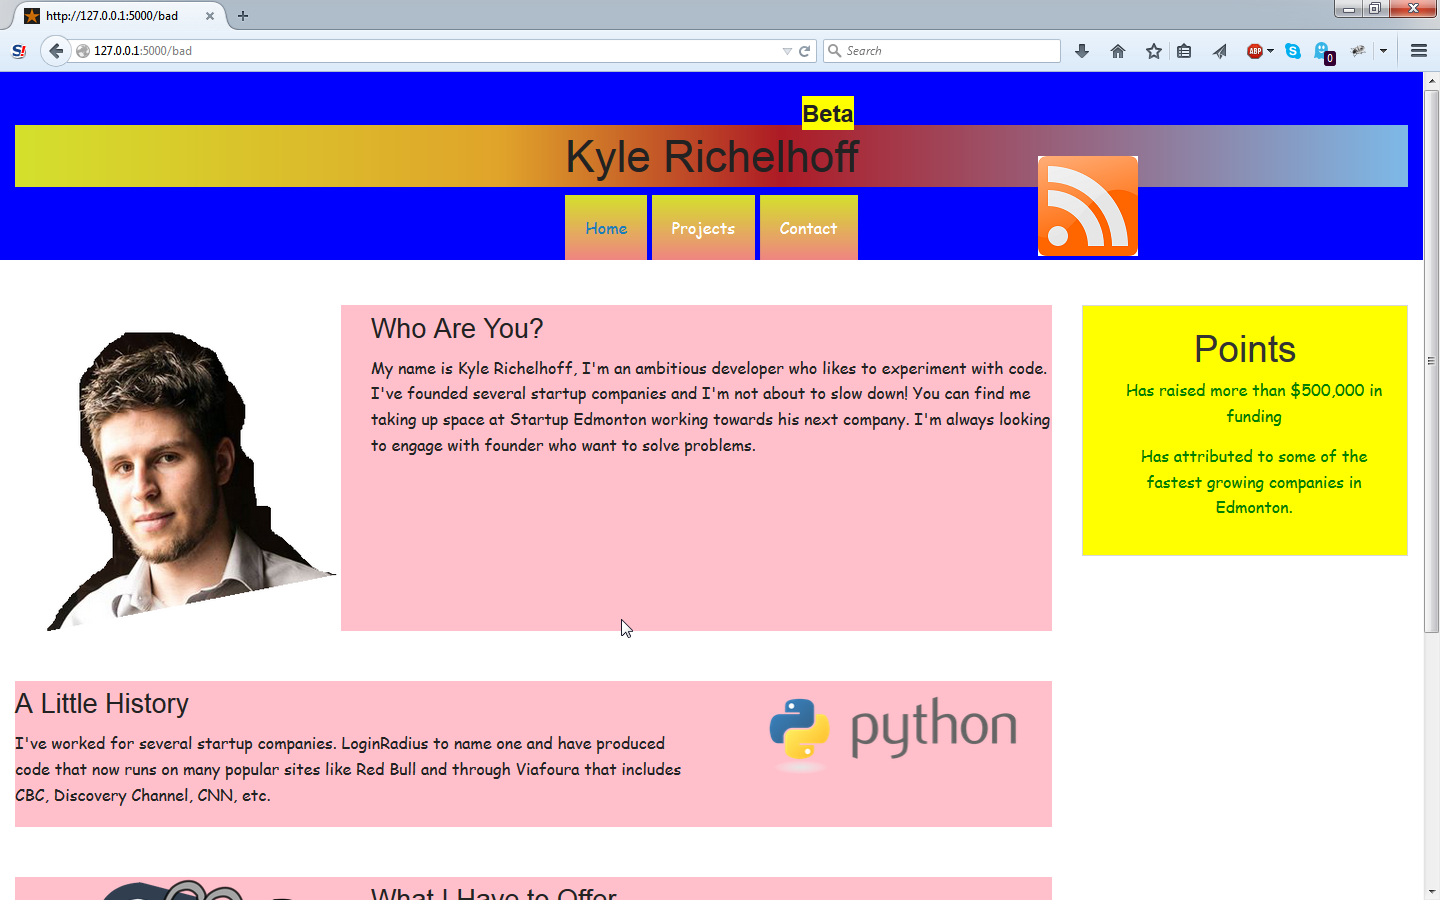 http://127.0.0.1:5000/bad
S!
127.0.0.1:5000/bad
Search
ABP
0
Beta
Kyle Richelhoff
Home
Projects
Contact
Who Are You?
My name is Kyle Richelhoff, I'm an ambitious developer who likes to experiment with code.
I've founded several startup companies and I'm not about to slow down! You can find me
taking up space at Startup Edmonton working towards his next company. I'm always looking
to engage with founder who want to solve problems.
Points
Has raised more than $500,000 in
funding
Has attributed to some of the
fastest growing companies in
Edmonton.
A Little History
I've worked for several startup companies. LoginRadius to name one and have produced
code that now runs on many popular sites like Red Bull and through Viafoura that includes
CBC, Discovery Channel, CNN, etc.
python
What I Have to Offer